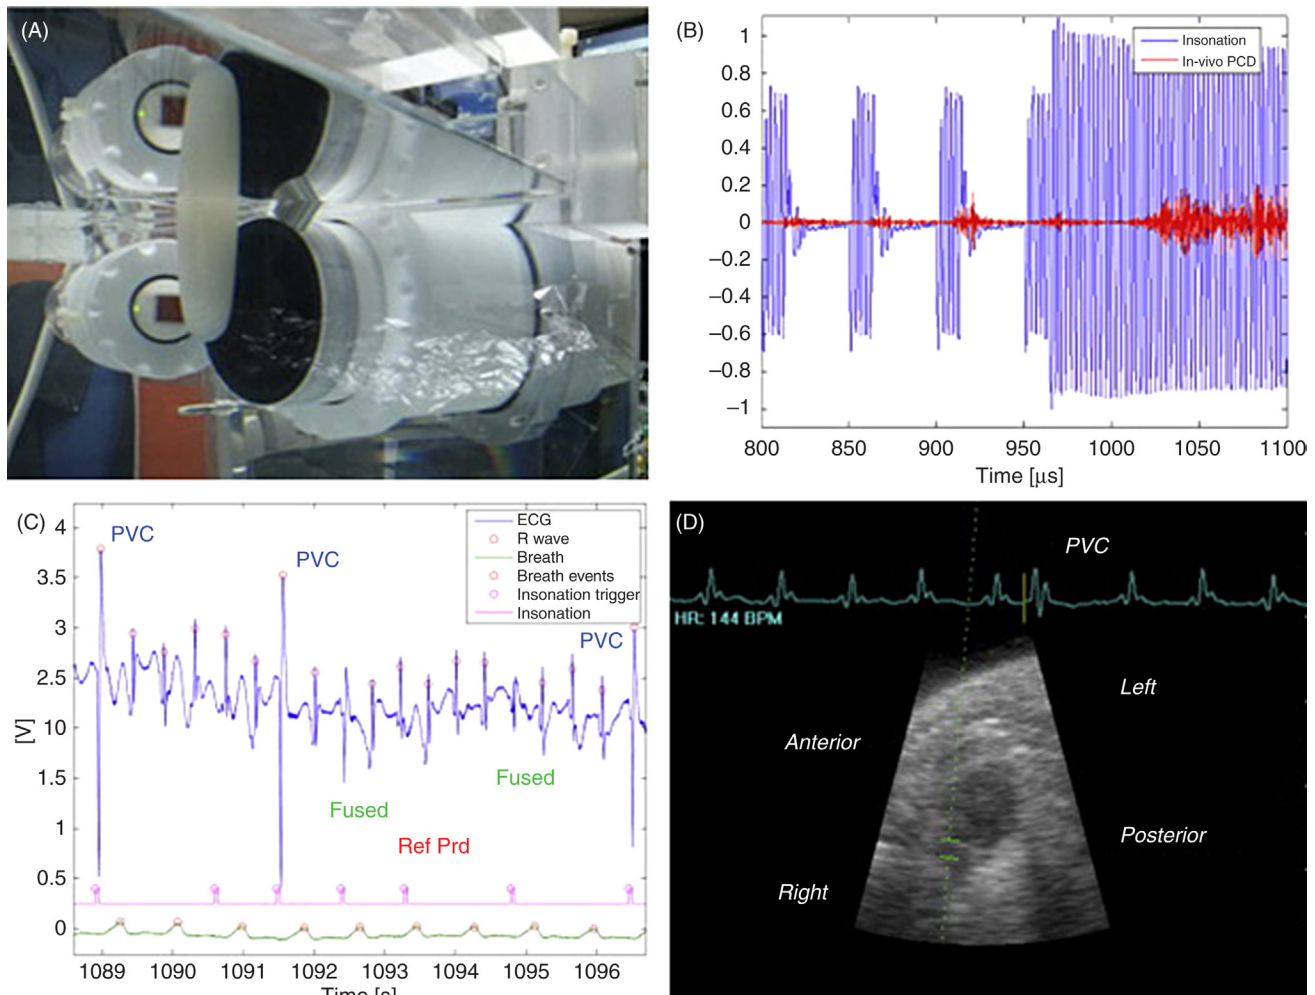 (A)
(B)
1
0.8
0.6
0.4
0.2
0
−0.2
−0.4
−0.6
−0.8
−1
Insonation
In-vivo PCD
800 850 900 950 1000 1050 1100
Time [μs]
(C)
4
3.5
3
2.5
10
1.5
1
0.5
0
[V]
PVC
PVC
PVC
ECG
R wave
Breath
Breath events
Insonation trigger
Insonation
Fused
Fused
Ref Prd
1089 1090 1091 1092 1093 1094 1095 1096
Time [s]
(D)
PVC
HR: 144 BPM
Left
Anterior
Posterior
Right